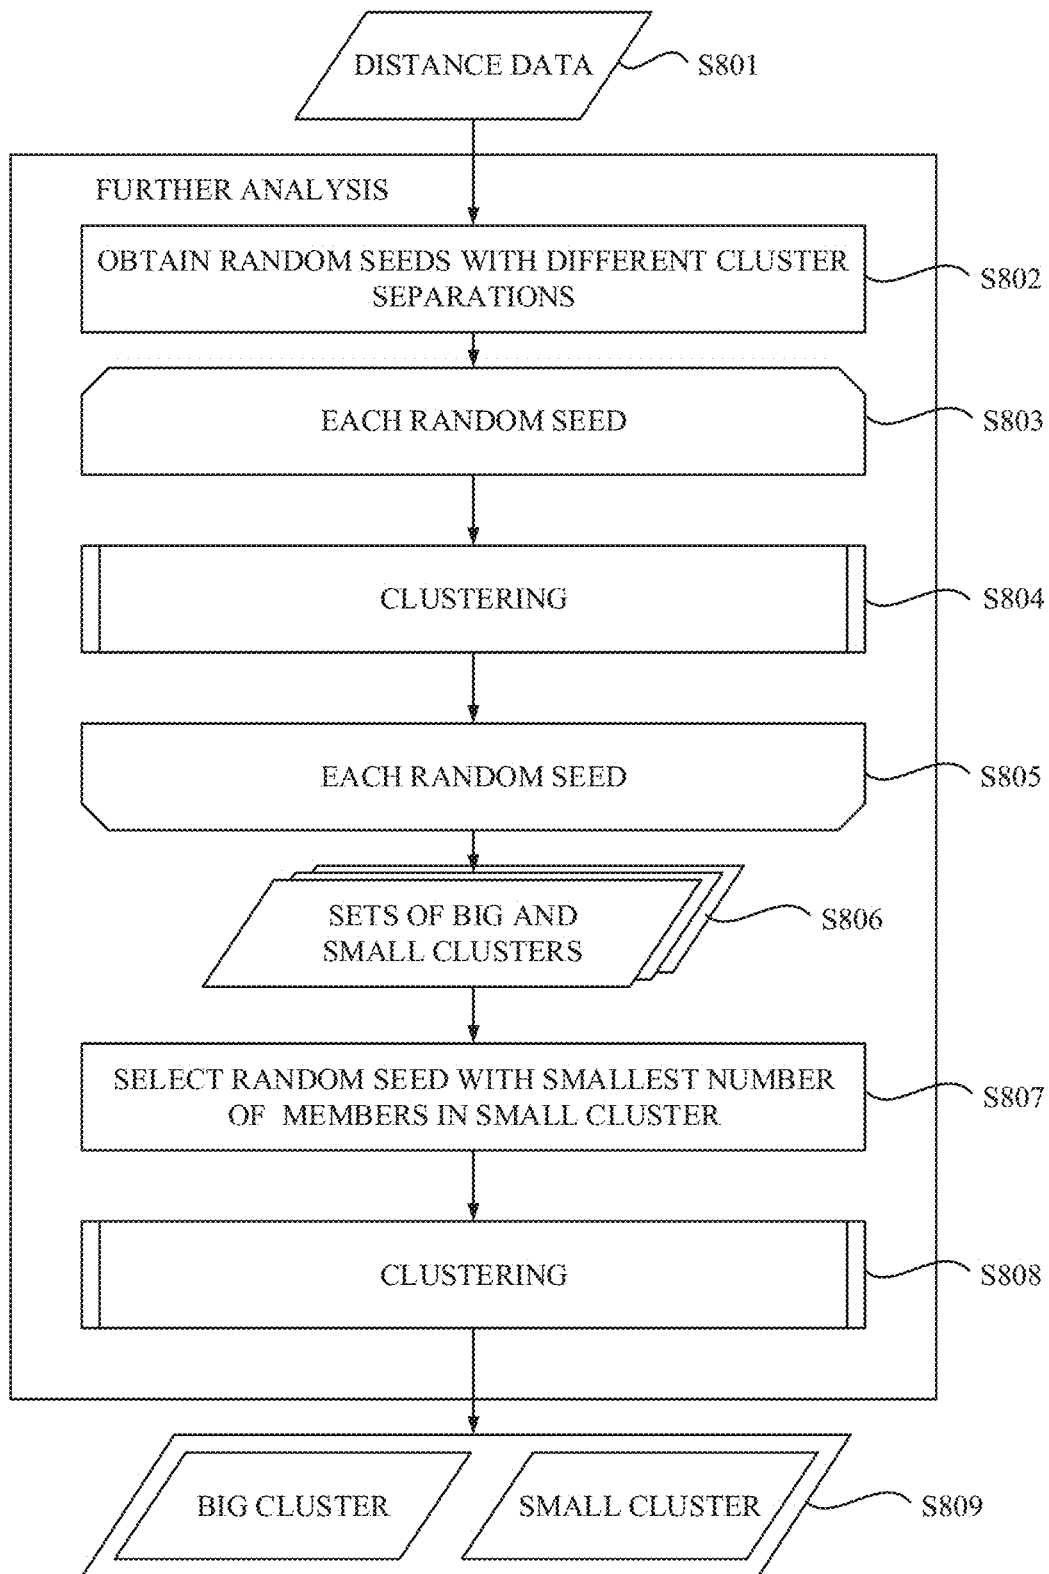 DISTANCE DATA
S801
FURTHER ANALYSIS
OBTAIN RANDOM SEEDS WITH DIFFERENT CLUSTER
SEPARATIONS
S802
EACH RANDOM SEED
S803
CLUSTERING
S804
EACH RANDOM SEED
S805
SETS OF BIG AND
SMALL CLUSTERS
S806
SELECT RANDOM SEED WITH SMALLEST NUMBER
OF MEMBERS IN SMALL CLUSTER
S807
CLUSTERING
S808
BIG CLUSTER
SMALL CLUSTER
S809